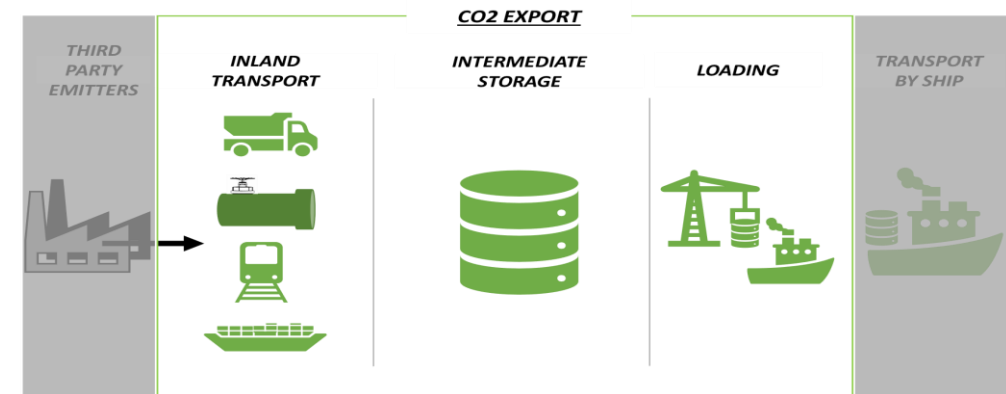 CO2 EXPORT
THIRD
PARTY
EMITTERS
INLAND
TRANSPORT
INTERMEDIATE
STORAGE
LOADING
TRANSPORT
BY SHIP